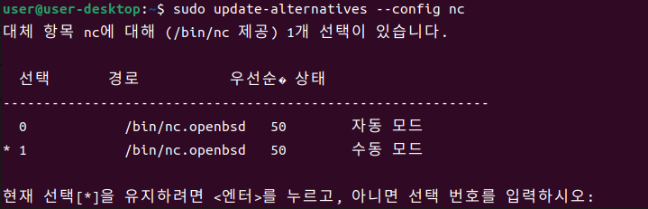 user@user-desktop:~$ sudo update-alternatives --config nc
대체 항목 nc에 대해 (/bin/nc 제공) 1개 선택이 있습니다.
선택 경로 우선순� 상태
------------------------------------------------------------
0 /bin/nc.openbsd 50 자동 모드
* 1 /bin/nc.openbsd 50 수동 모드
현재 선택[*]을 유지하려면 <엔터>를 누르고, 아니면 선택 번호를 입력하시오: